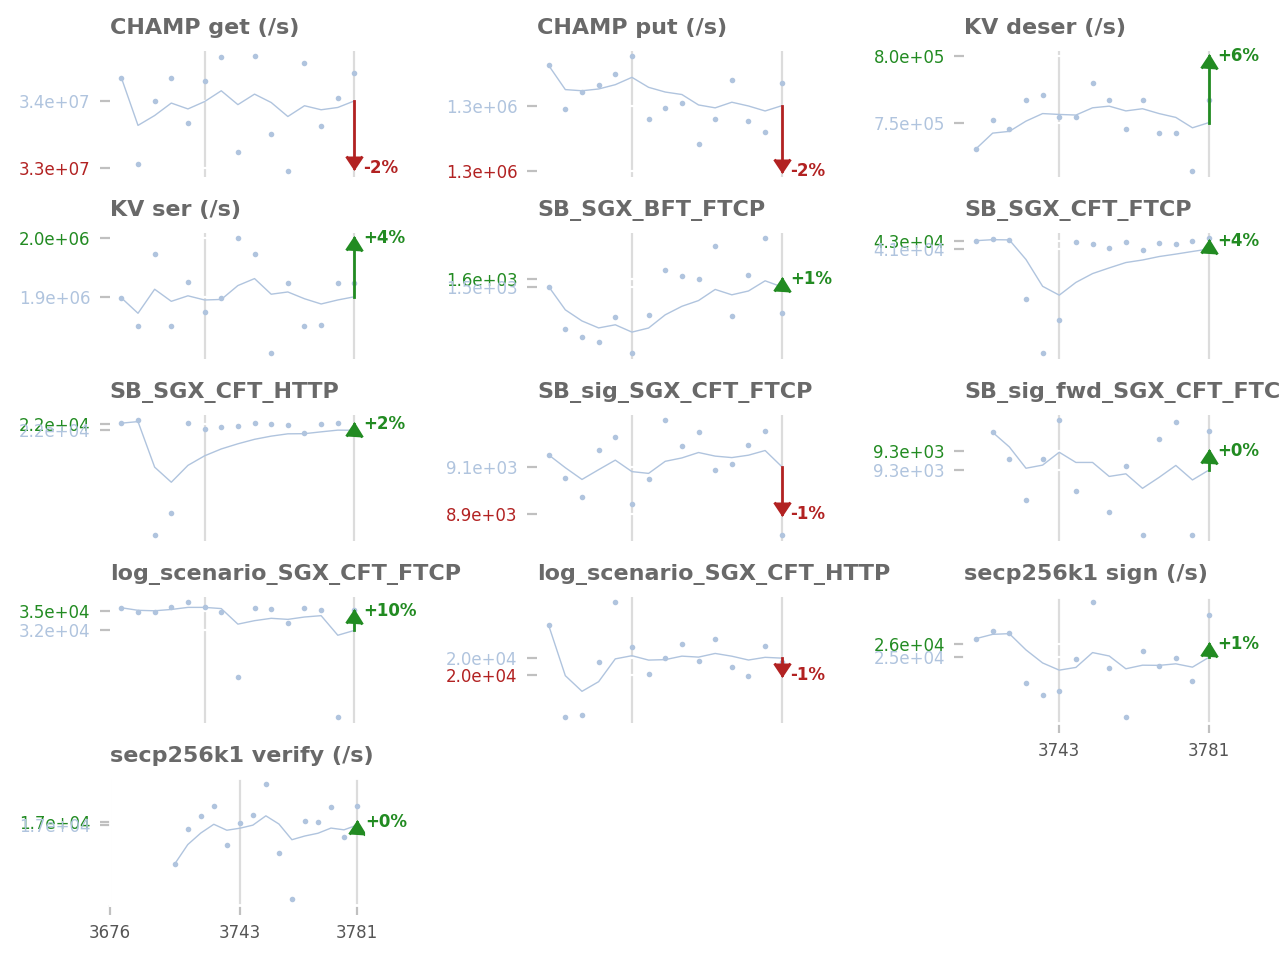 CHAMP get (/s)
CHAMP put (/s)
KV deser (/s)
3.4e+07
3.3e+07
-2%
1.3e+06
1.3e+06
-2%
8.0e+05
7.5e+05
+6%
KV ser (/s)
SB_SGX_BFT_FTCP
SB_SGX_CFT_FTCP
2.0e+06
1.9e+06
+4%
1.6e+03
1.5e+03
+1%
4.3e+04
4.1e+04
+4%
SB_SGX_CFT_HTTP
SB_sig_SGX_CFT_FTCP
SB_sig_fwd_SGX_CFT_FTC
2.2e+04
2.2e+04
+2%
9.1e+03
8.9e+03
-1%
9.3e+03
9.3e+03
+0%
log_scenario_SGX_CFT_FTCP
log_scenario_SGX_CFT_HTTP
secp256k1 sign (/s)
3.5e+04
3.2e+04
+10%
2.0e+04
2.0e+04
-1%
2.6e+04
2.5e+04
+1%
3743
3781
secp256k1 verify (/s)
1.7e+04
1.7e+04
+0%
3676
3743
3781